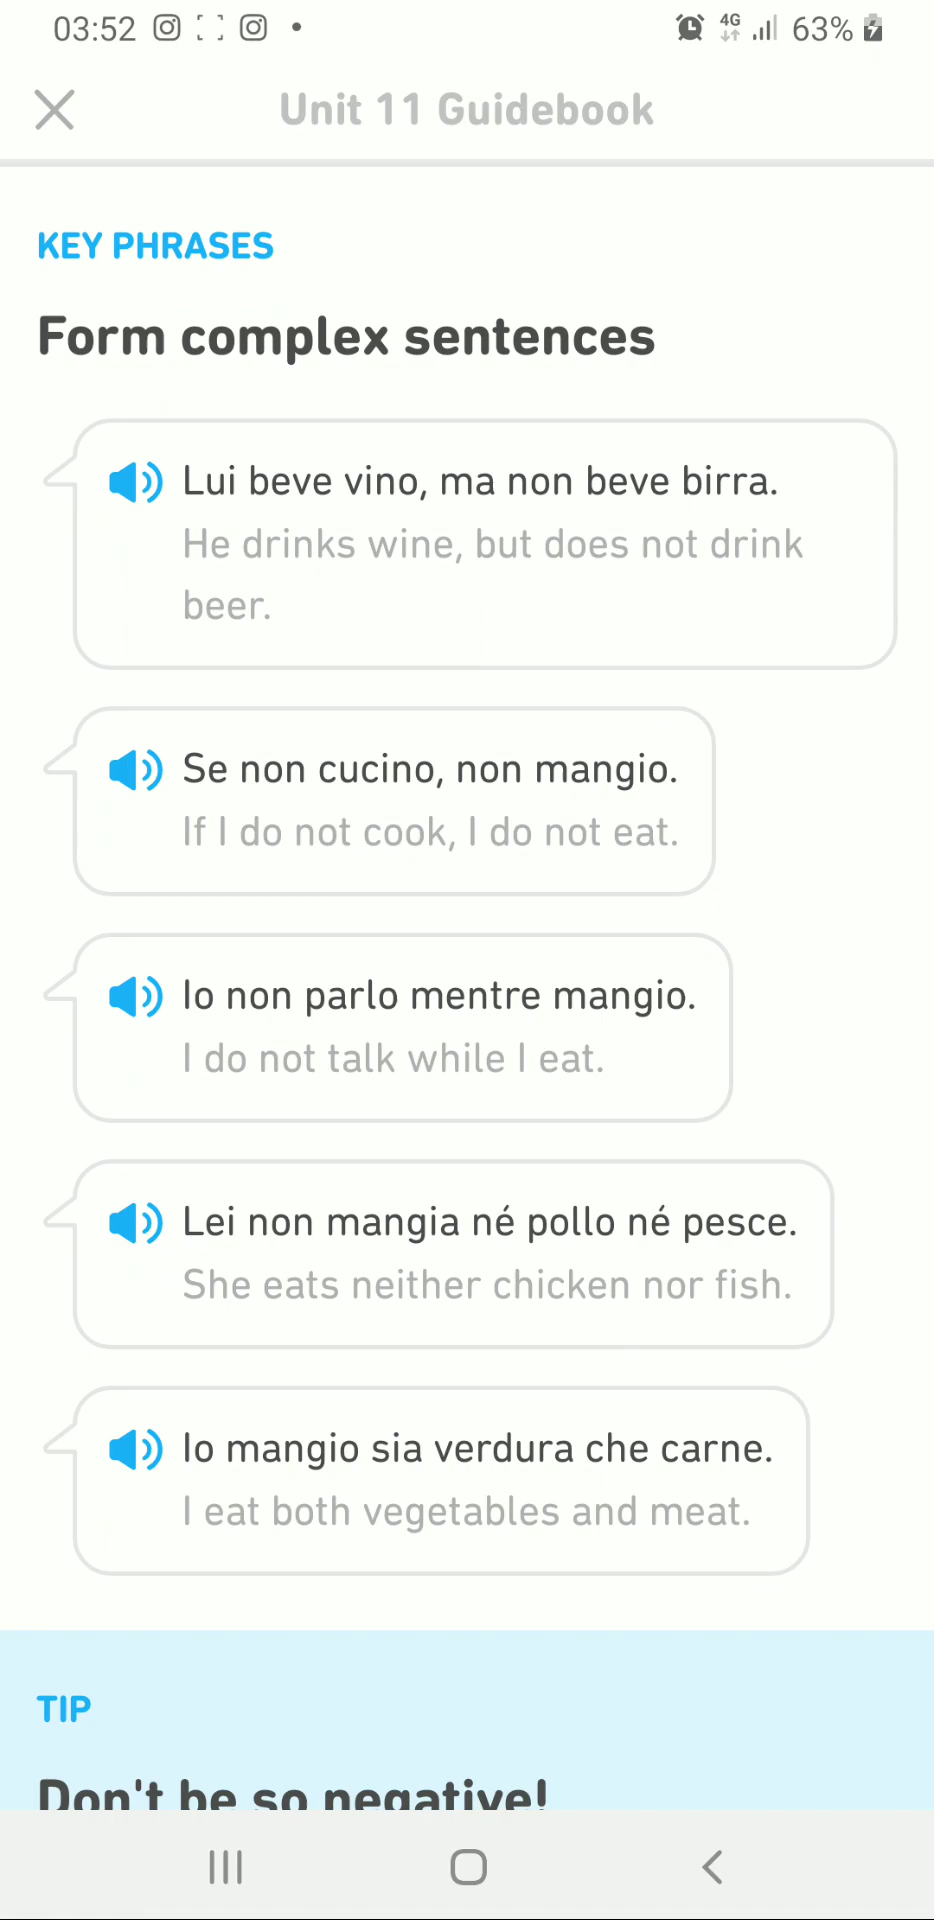 03:52 4G 63%
Unit 11 Guidebook
KEY PHRASES
Form complex sentences
Lui beve vino, ma non beve birra.
He drinks wine, but does not drink
beer.
Se non cucino, non mangio.
If I do not cook, I do not eat.
Io non parlo mentre mangio.
I do not talk while I eat.
Lei non mangia né pollo né pesce.
She eats neither chicken nor fish.
Io mangio sia verdura che carne.
I eat both vegetables and meat.
TIP
Don't be so negative!